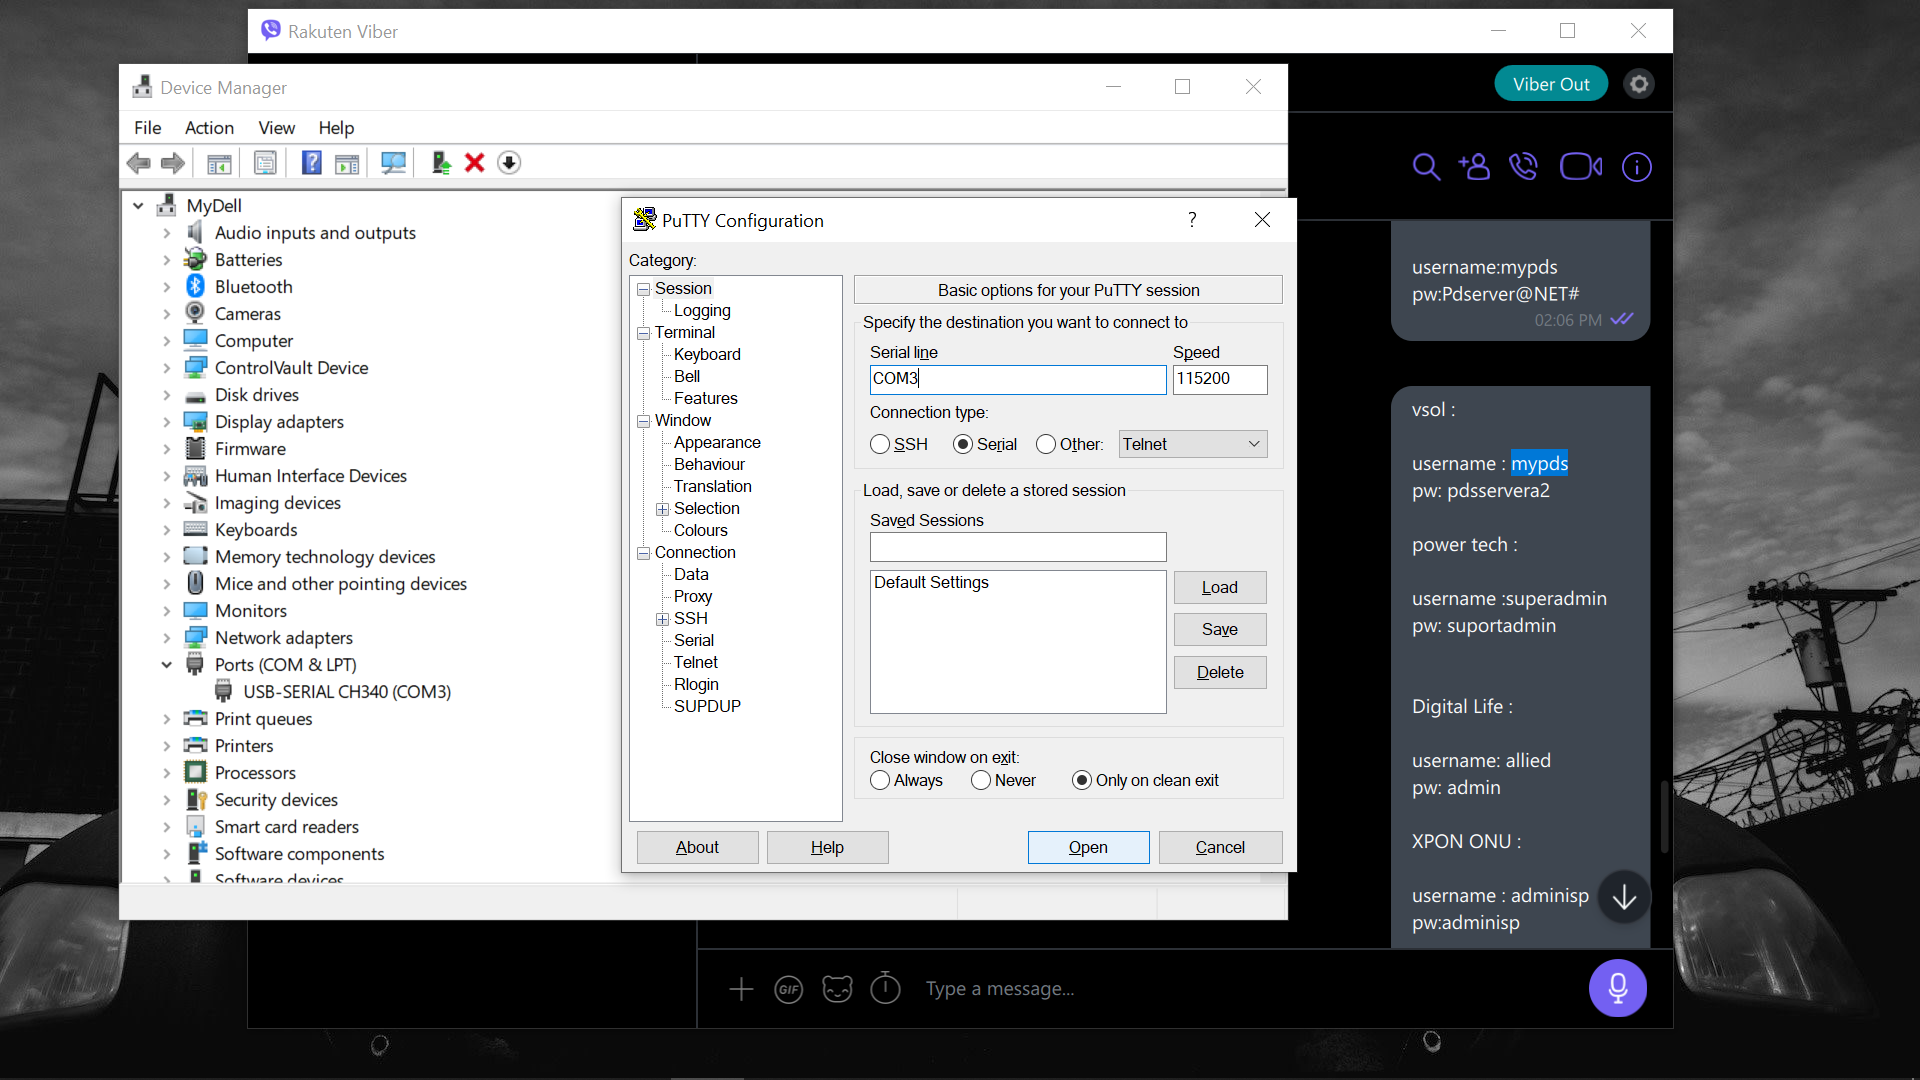 Rakuten Viber
Device Manager
File Action View Help
MyDell
Audio inputs and outputs
Batteries
Bluetooth
Cameras
Computer
ControlVault Device
Disk drives
Display adapters
Firmware
Human Interface Devices
Imaging devices
Keyboards
Memory technology devices
Mice and other pointing devices
Monitors
Network adapters
Ports (COM & LPT)
USB-SERIAL CH340 (COM3)
Print queues
Printers
Processors
Security devices
Smart card readers
Software components
Software devices
PuTTY Configuration
?
Category:
Session
Logging
Terminal
Keyboard
Bell
Features
Window
Appearance
Behaviour
Translation
Selection
Colours
Connection
Data
Proxy
SSH
Serial
Telnet
Rlogin
SUPDUP
Basic options for your PuTTY session
Specify the destination you want to connect to
Serial line Speed
COM3 115200
Connection type:
SSH Serial Other: Telnet
Load, save or delete a stored session
Saved Sessions
Default Settings
Load
Save
Delete
Close window on exit:
Always Never Only on clean exit
About Help Open Cancel
Viber Out
username:mypds
pw:Pdserver@NET#
02:06 PM
vsol :
username : mypds
pw: pdsservera2
power tech :
username :superadmin
pw: suportadmin
Digital Life :
username: allied
pw: admin
XPON ONU :
username : adminisp
pw:adminisp
GIF
Type a message...